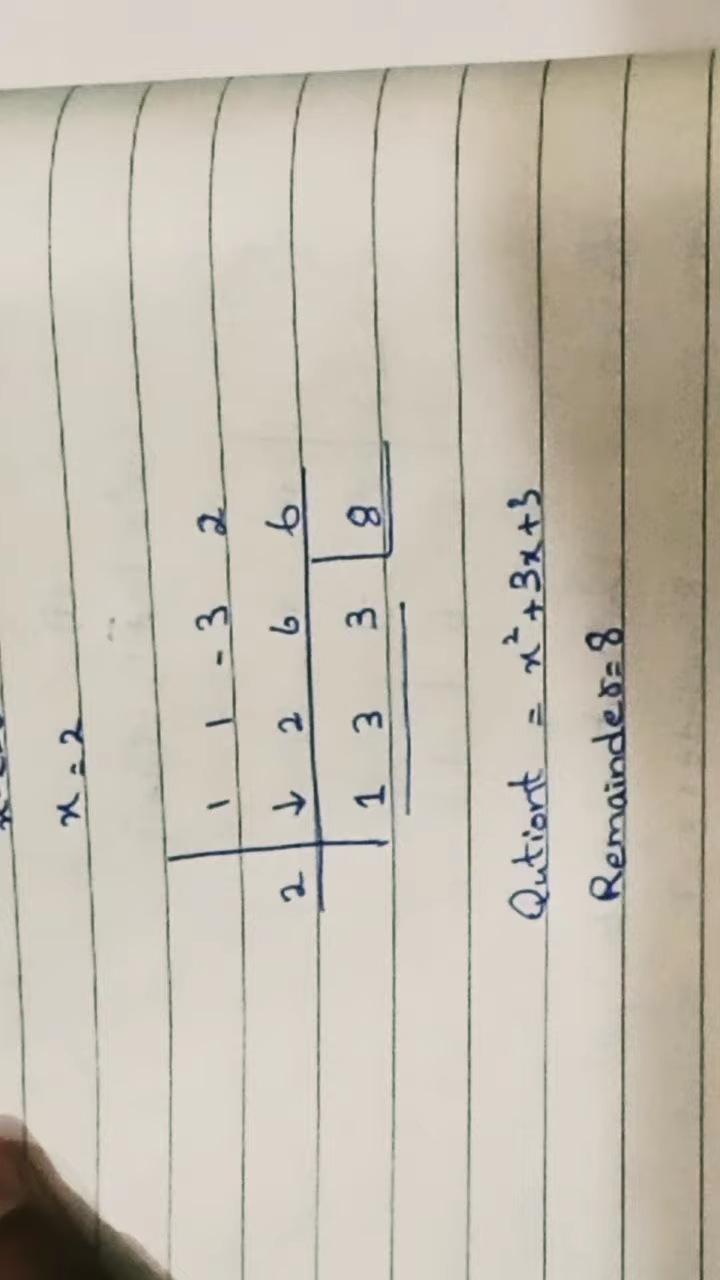 x = 2
1 1 - 3 2
2 ↓ 2 6 6
1 3 3 8
Qutiont = x² + 3x + 3
Remainder = 8